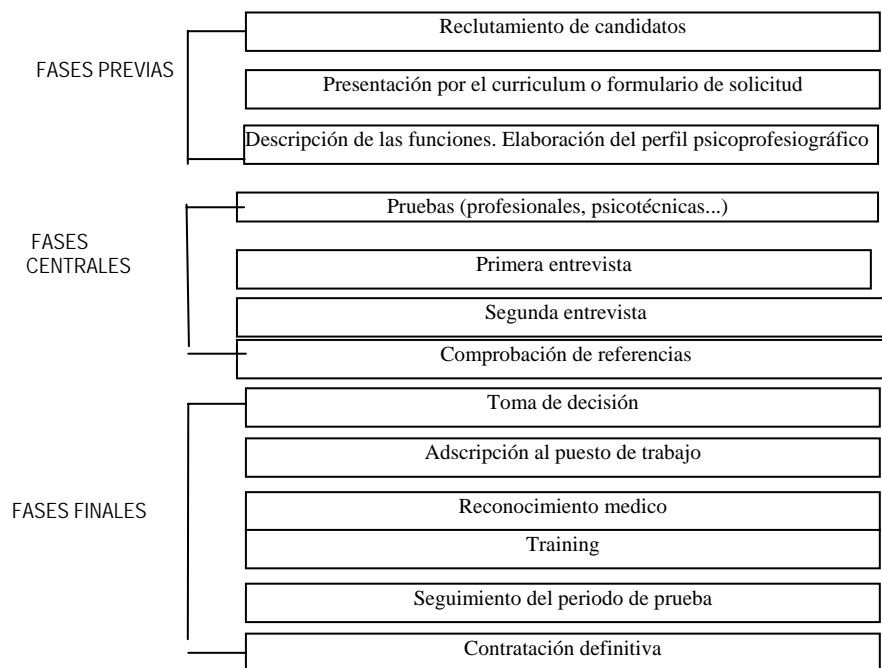 Reclutamiento de candidatos
FASES PREVIAS
Presentación por el curriculum o formulario de solicitud
Descripción de las funciones. Elaboración del perfil psicoprofesiográfico
Pruebas (profesionales, psicotécnicas...)
FASES
CENTRALES
Primera entrevista
Segunda entrevista
Comprobación de referencias
Toma de decisión
Adscripción al puesto de trabajo
FASES FINALES
Reconocimiento medico
Training
Seguimiento del periodo de prueba
Contratación definitiva